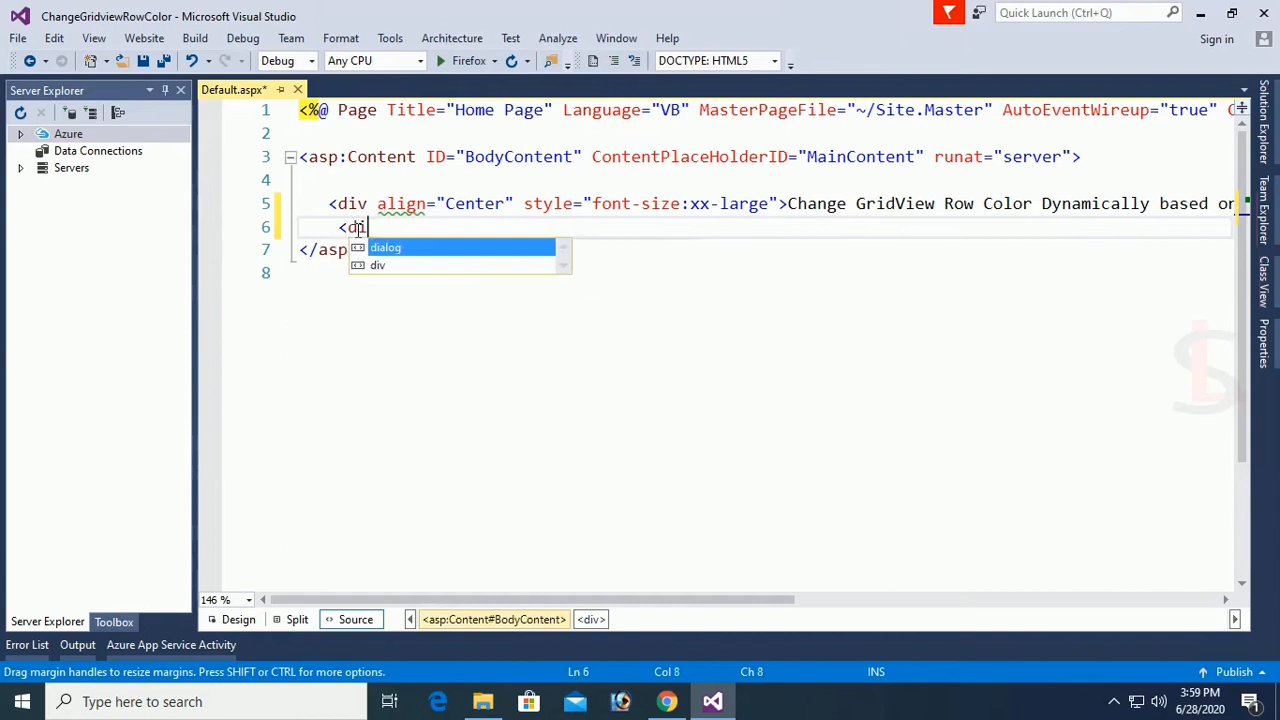 ChangeGridviewRowColor - Microsoft Visual Studio
Quick Launch (Ctrl+Q)
File Edit View Website Build Debug Team Format Tools Architecture Test Analyze Window Help
Sign in
Debug Any CPU Firefox DOCTYPE: HTML5
Server Explorer
Default.aspx*
Azure
Data Connections
Servers
1 <%@ Page Title="Home Page" Language="VB" MasterPageFile="~/Site.Master" AutoEventWireup="true" C
2
3 <asp:Content ID="BodyContent" ContentPlaceHolderID="MainContent" runat="server">
4
5 <div align="Center" style="font-size:xx-large">Change GridView Row Color Dynamically based on
6 <di
7 </asp
8
dialog
div
Solution Explorer
Team Explorer
Class View
Properties
SL
146 %
Server Explorer Toolbox
Design Split Source <asp:Content#BodyContent> <div>
Error List Output Azure App Service Activity
Drag margin handles to resize margins. Press SHIFT or CTRL for more options. Ln 6 Col 8 Ch 8 INS Publish
Type here to search
3:59 PM
6/28/2020
1